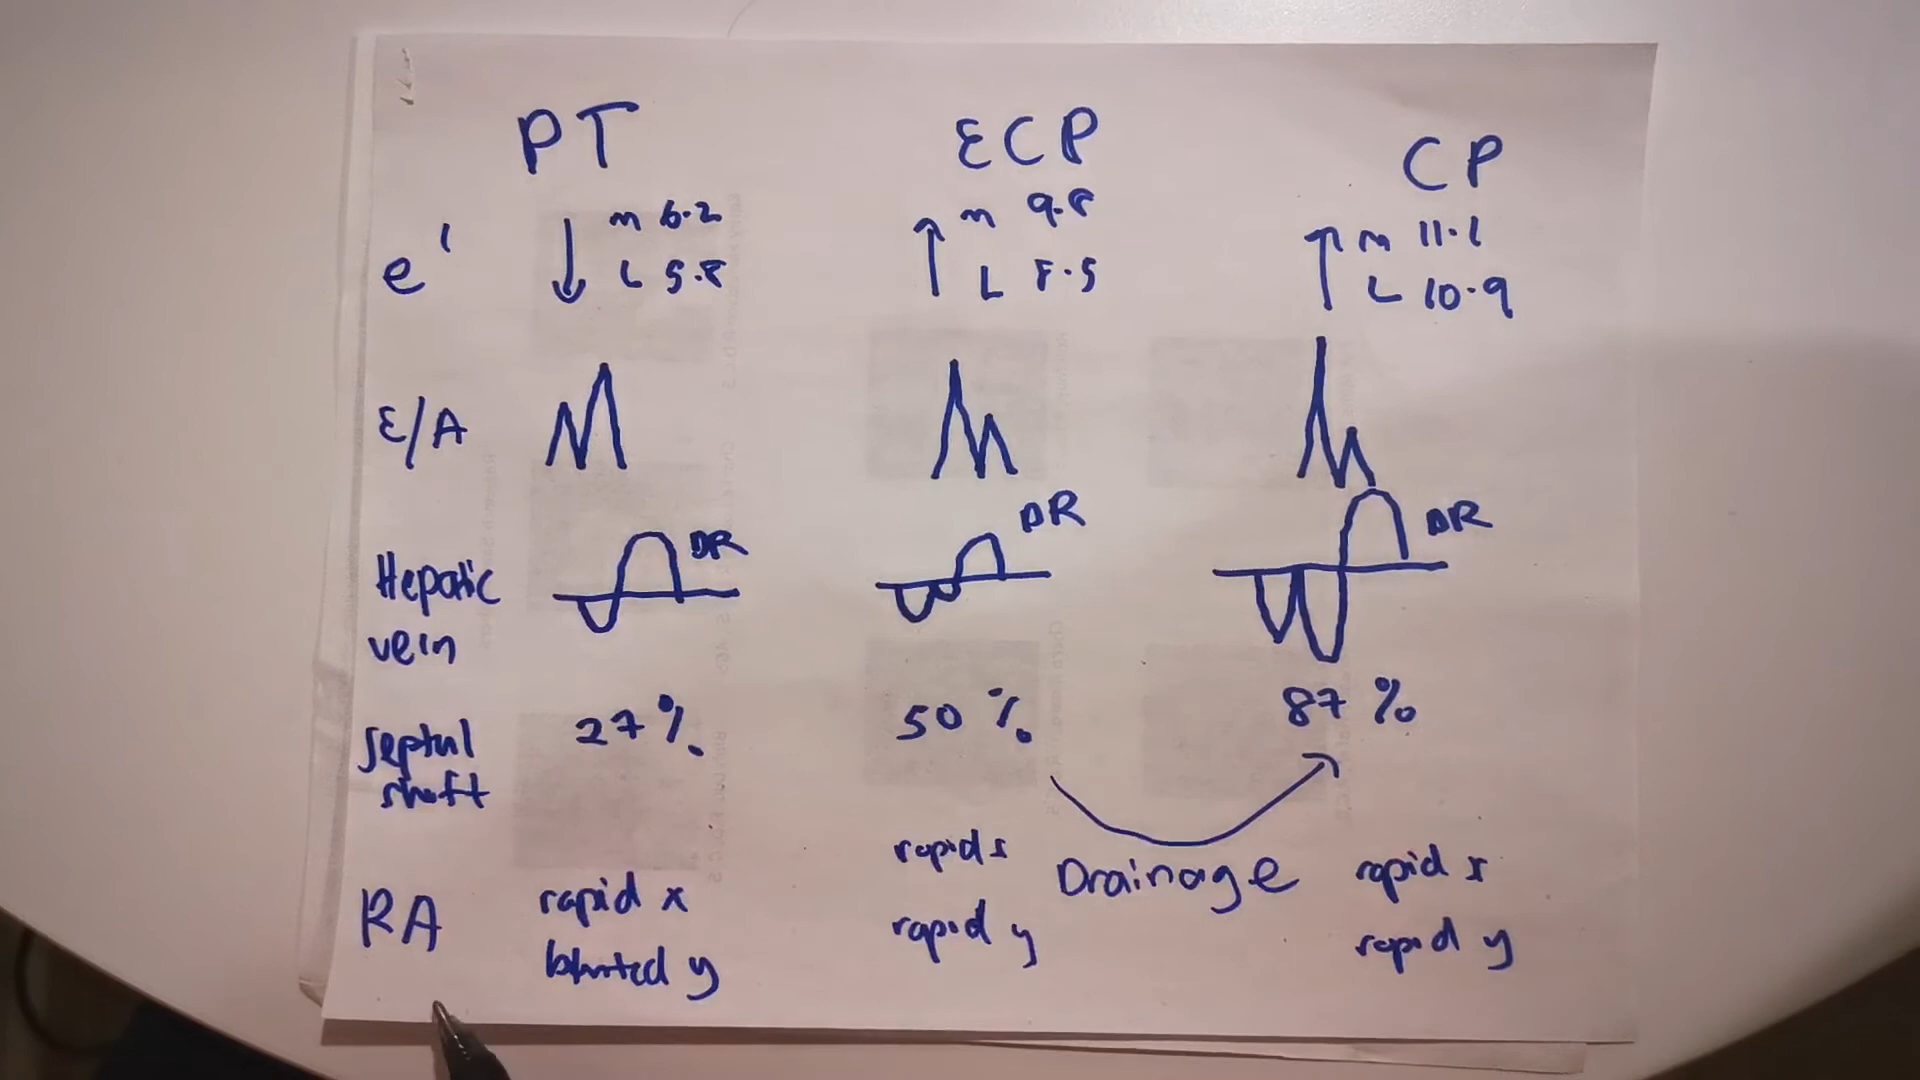 PT ECP CP
e' ↓ m 6.2 ↑ m 9.8 ↑ m 11.1
L 5.8 L 8.5 L 10.9
E/A
Hepatic DR DR DR
vein
septal 27% 50% 87%
shift
RA rapid x rapid x Drainage rapid x
blunted y rapid y rapid y